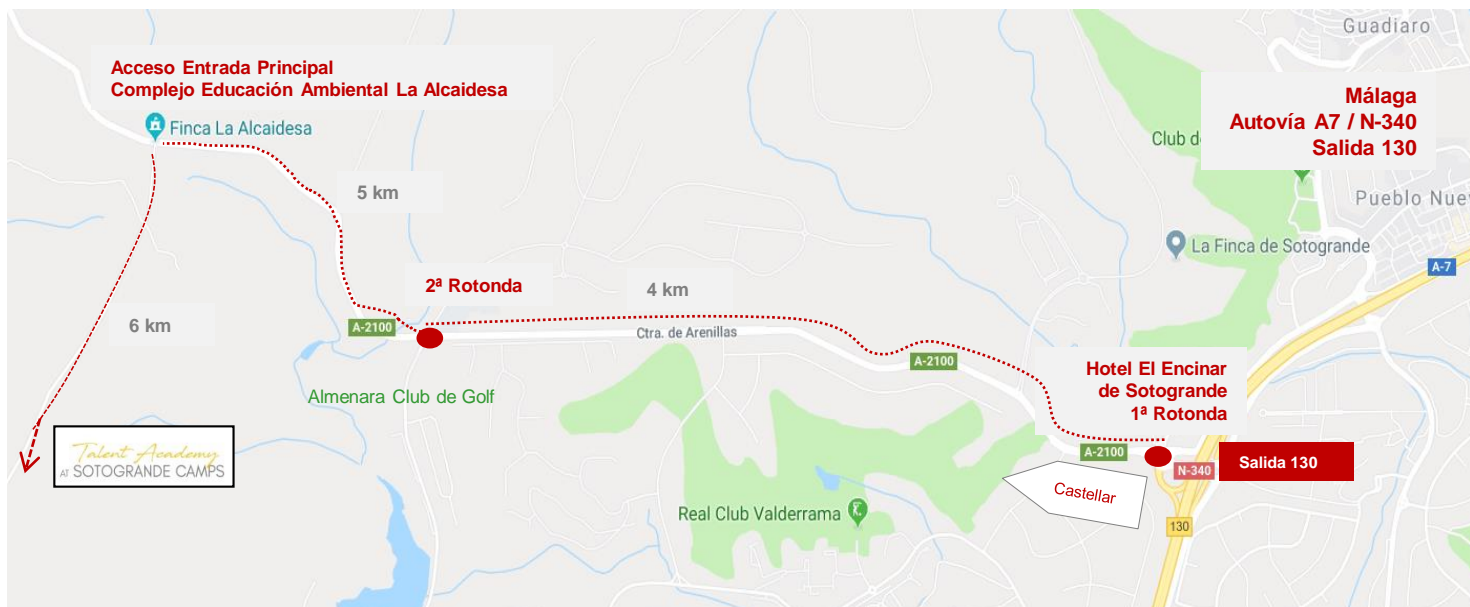 Guadiaro
Acceso Entrada Principal
Complejo Educación Ambiental La Alcaidesa
Málaga
Autovía A7 / N-340
Salida 130
Finca La Alcaidesa
Club de
5 km
Pueblo Nuev
La Finca de Sotogrande
A-7
2ª Rotonda
4 km
6 km
A-2100
Ctra. de Arenillas
A-2100
Hotel El Encinar
de Sotogrande
1ª Rotonda
Almenara Club de Golf
Talent Academy
AT SOTOGRANDE CAMPS
A-2100
N-340
Salida 130
Castellar
Real Club Valderrama
130